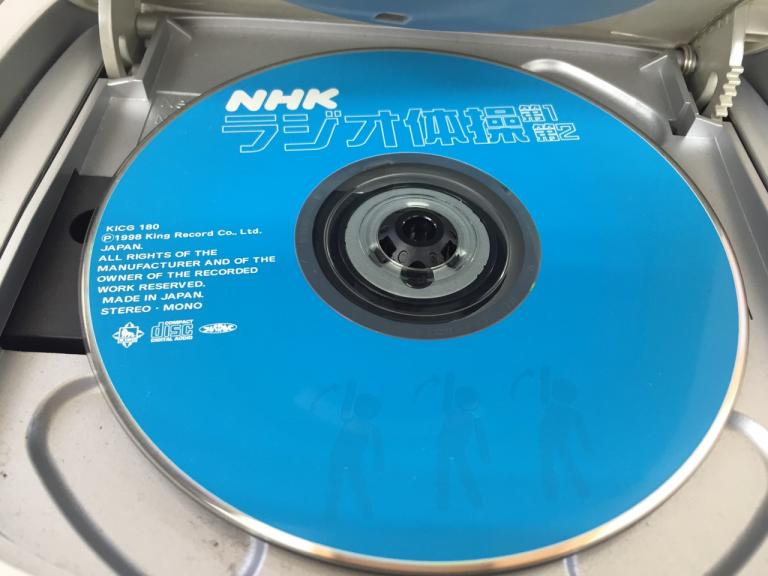 NHK
ラジオ体操 第1 第2
KICG 180
Ⓟ1998 King Record Co., Ltd.
JAPAN.
ALL RIGHTS OF THE
MANUFACTURER AND OF THE
OWNER OF THE RECORDED
WORK RESERVED.
MADE IN JAPAN.
STEREO・MONO
COMPACT
disc
DIGITAL AUDIO